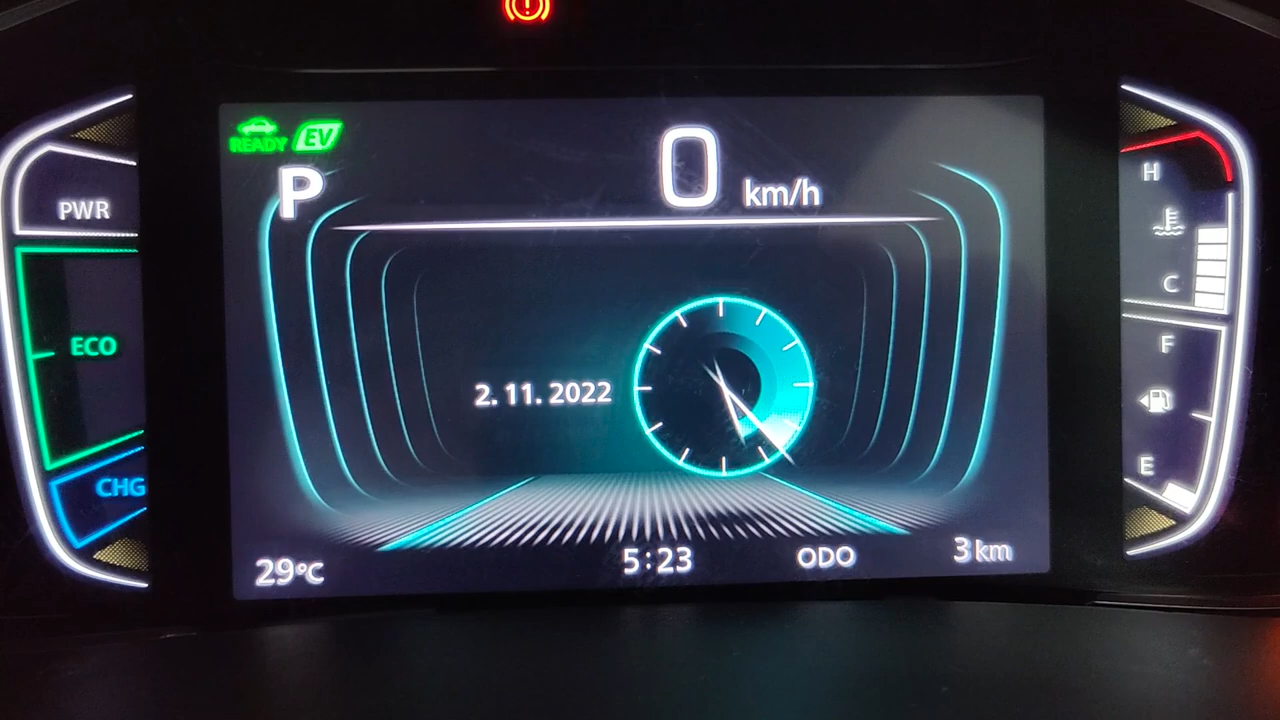 READY EV
P
0 km/h
PWR
ECO
CHG
2. 11. 2022
29°C
5:23
ODO
3 km
H
C
F
E